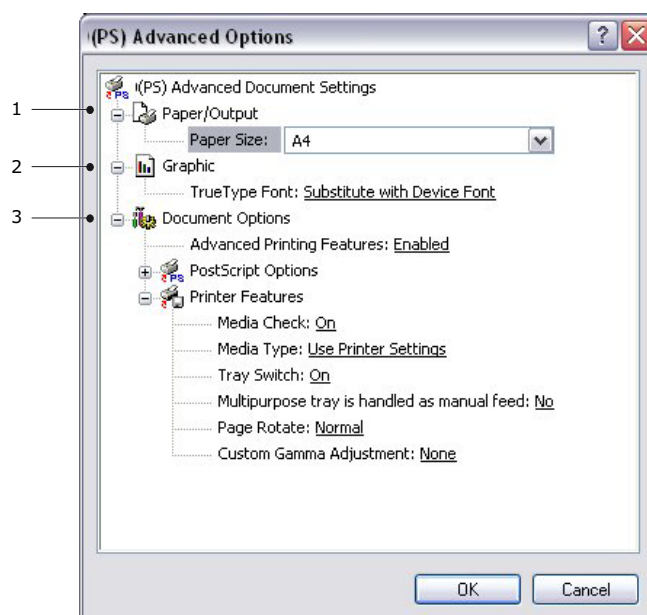 (PS) Advanced Options
(PS) Advanced Document Settings
1
Paper/Output
Paper Size: A4
2
Graphic
TrueType Font: Substitute with Device Font
3
Document Options
Advanced Printing Features: Enabled
PostScript Options
Printer Features
Media Check: On
Media Type: Use Printer Settings
Tray Switch: On
Multipurpose tray is handled as manual feed: No
Page Rotate: Normal
Custom Gamma Adjustment: None
OK Cancel